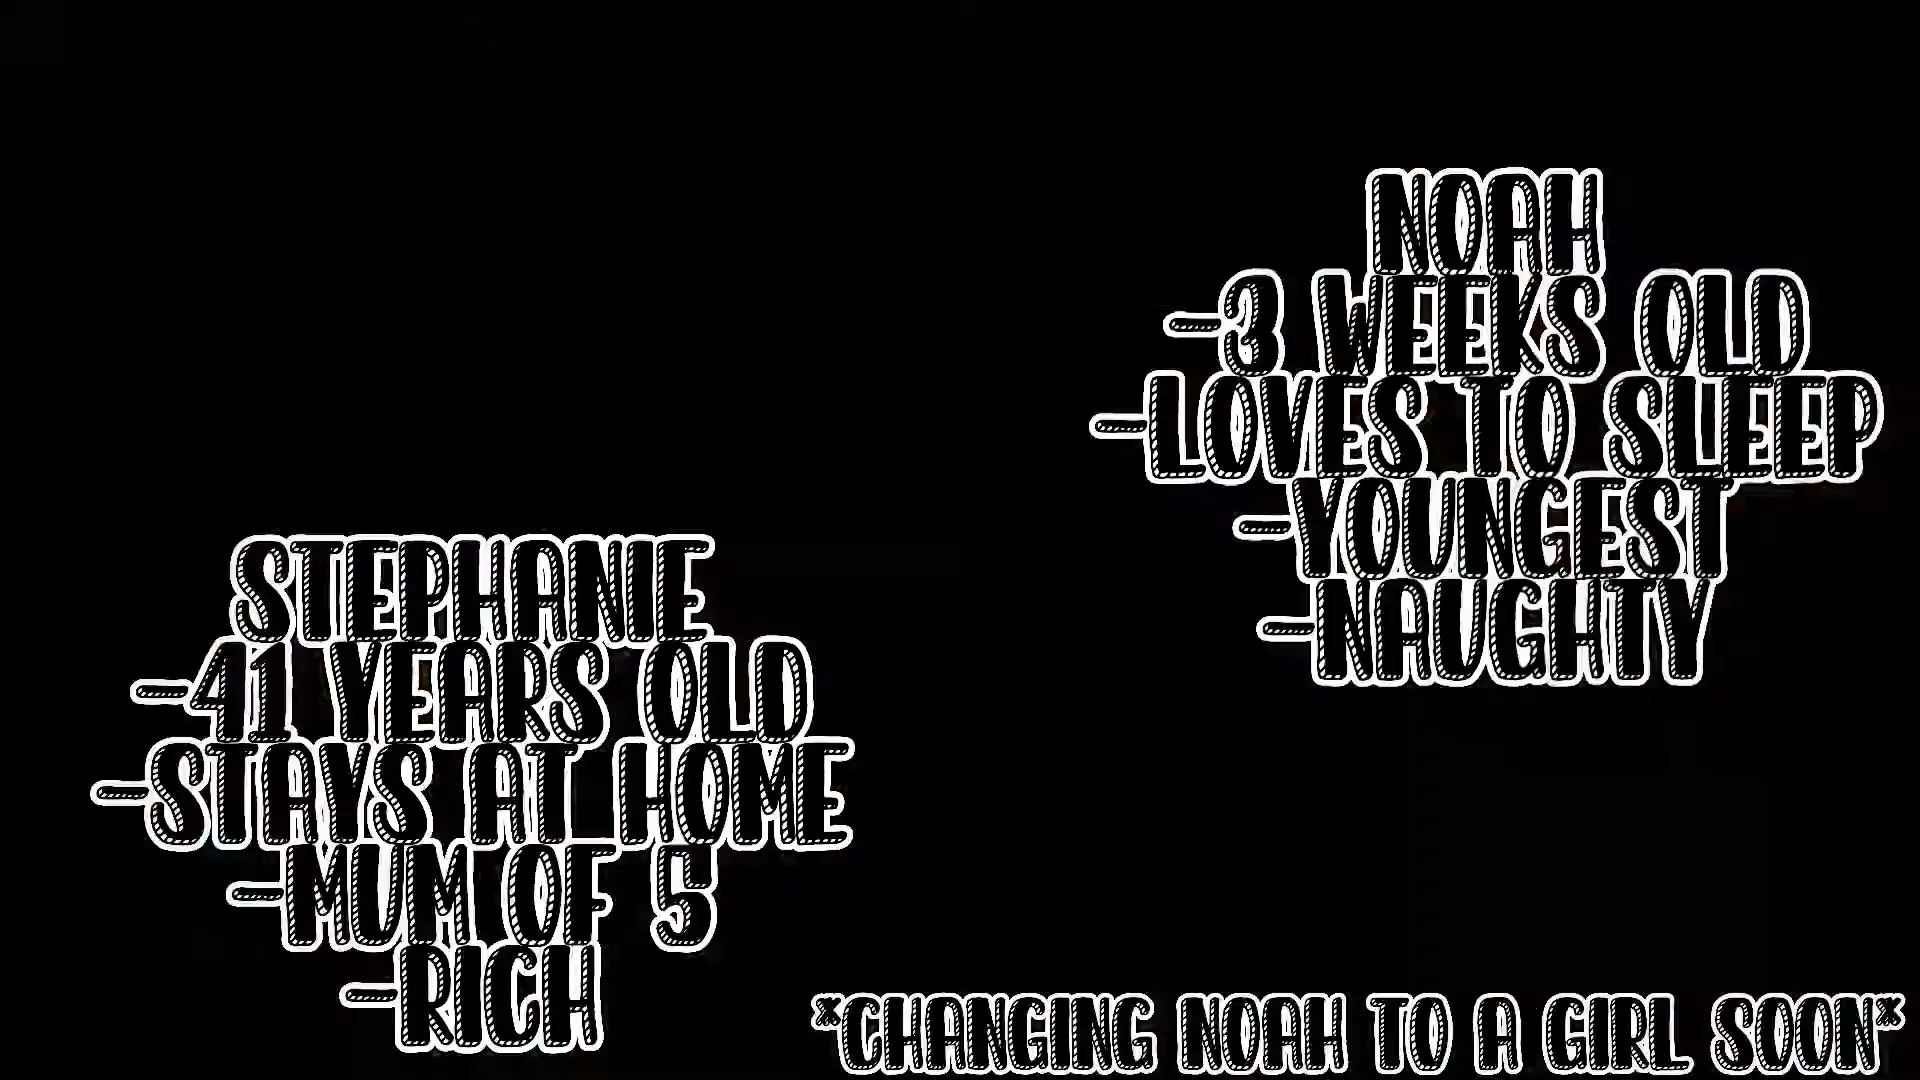 NOAH
-3 WEEKS OLD
-LOVES TO SLEEP
-YOUNGEST
-NAUGHTY
STEPHANIE
-41 YEARS OLD
-STAYS AT HOME
-MUM OF 5
-RICH
*CHANGING NOAH TO A GIRL SOON*